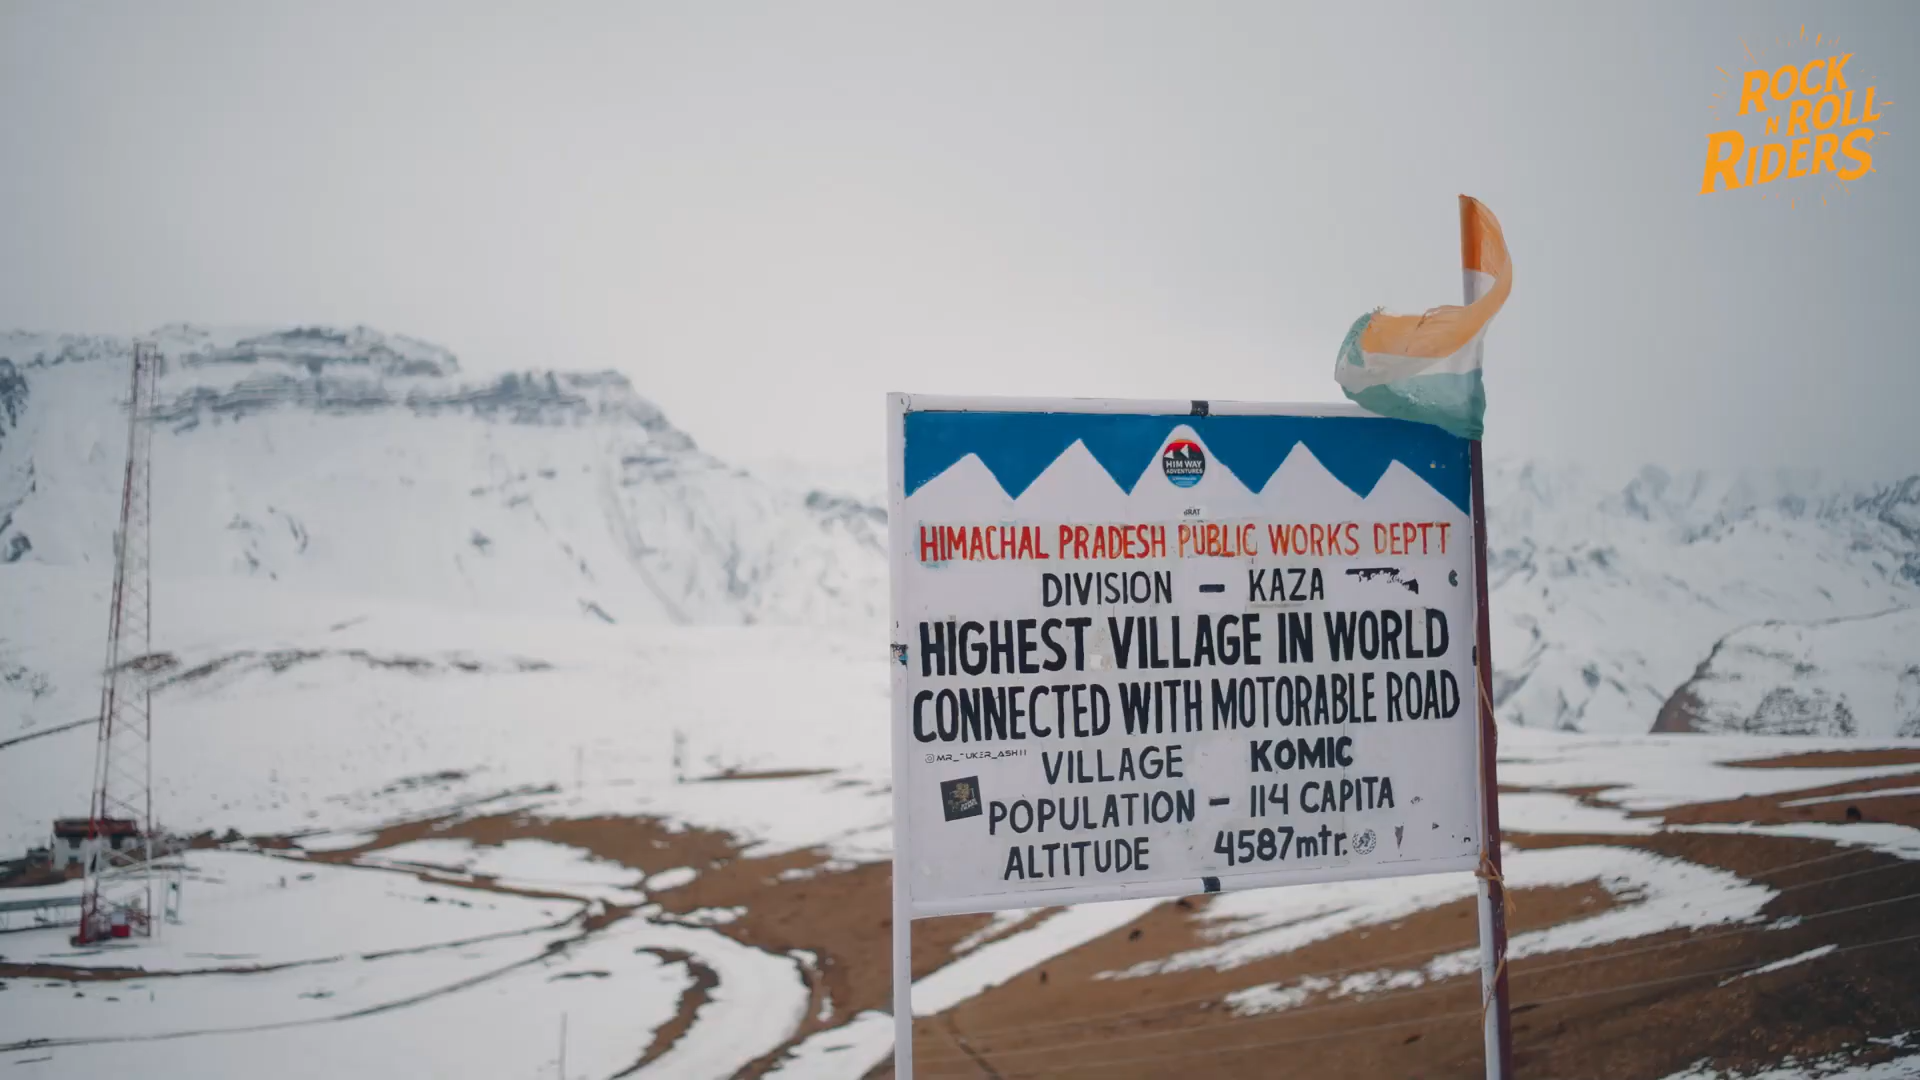 ROCK
N ROLL
RIDERS
HIM WAY
ADVENTURES
HIMACHAL PRADESH PUBLIC WORKS DEPTT
DIVISION - KAZA
HIGHEST VILLAGE IN WORLD
CONNECTED WITH MOTORABLE ROAD
VILLAGE KOMIC
POPULATION - 114 CAPITA
ALTITUDE 4587mtr.